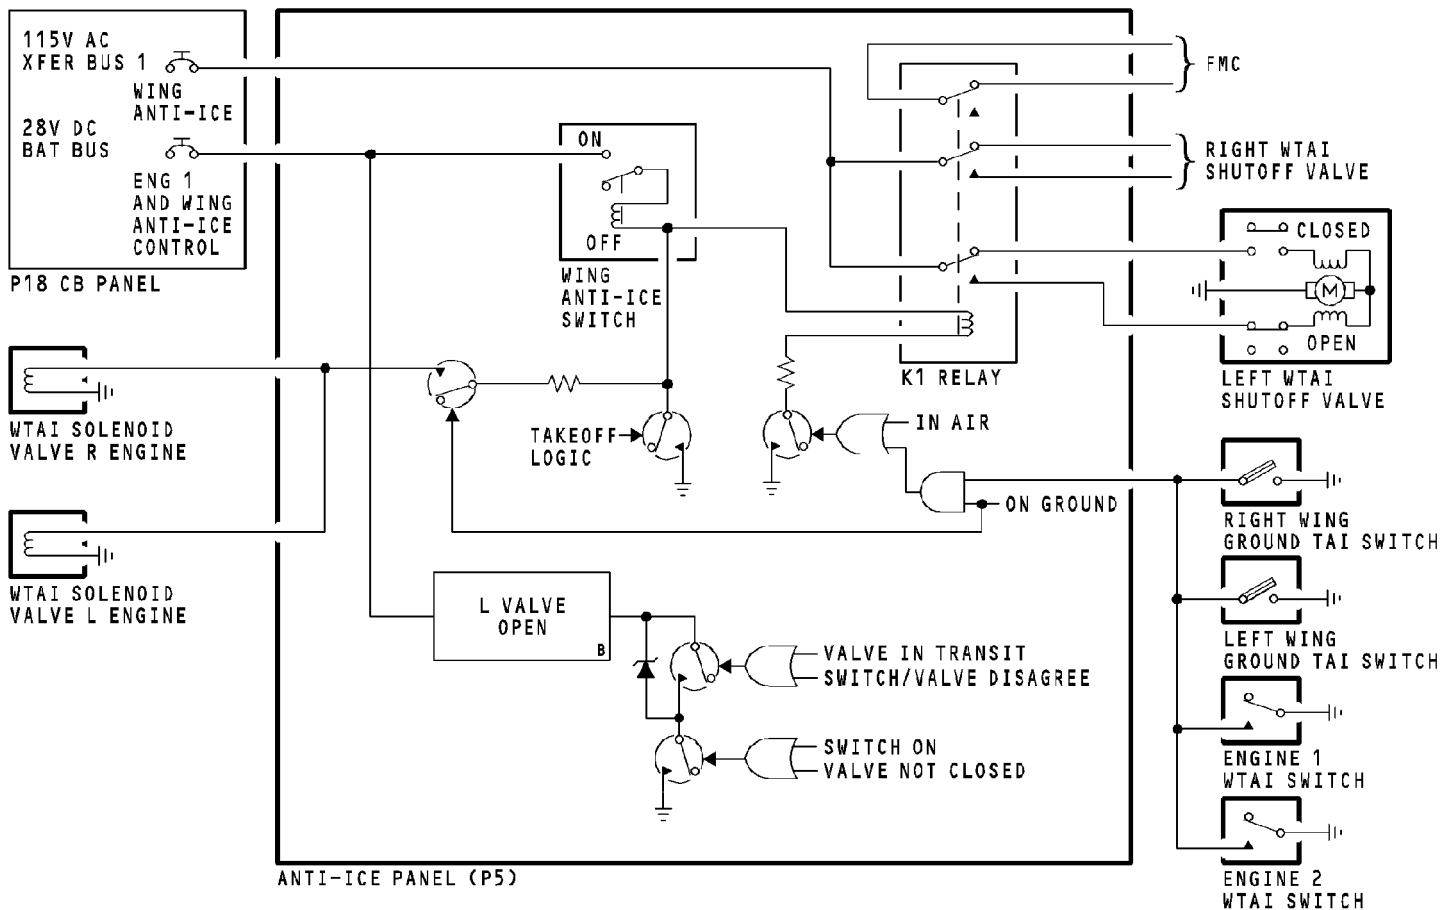 115V AC
XFER BUS 1
WING
ANTI-ICE
28V DC
BAT BUS
ENG 1
AND WING
ANTI-ICE
CONTROL
P18 CB PANEL
ON
OFF
WING
ANTI-ICE
SWITCH
FMC
RIGHT WTAI
SHUTOFF VALVE
CLOSED
M
OPEN
LEFT WTAI
SHUTOFF VALVE
K1 RELAY
WTAI SOLENOID
VALVE R ENGINE
TAKEOFF
LOGIC
IN AIR
ON GROUND
RIGHT WING
GROUND TAI SWITCH
WTAI SOLENOID
VALVE L ENGINE
L VALVE
OPEN
B
VALVE IN TRANSIT
SWITCH/VALVE DISAGREE
LEFT WING
GROUND TAI SWITCH
SWITCH ON
VALVE NOT CLOSED
ENGINE 1
WTAI SWITCH
ENGINE 2
WTAI SWITCH
ANTI-ICE PANEL (P5)